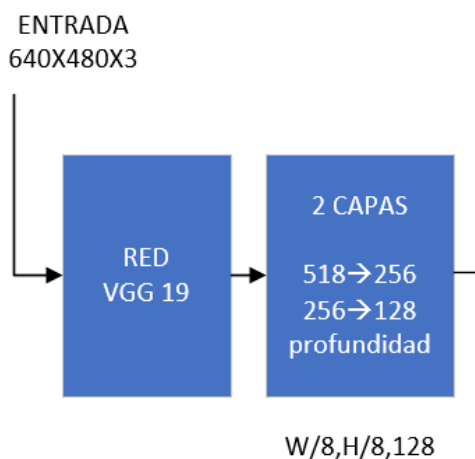 ENTRADA
640X480X3
RED
VGG 19
2 CAPAS
518→256
256→128
profundidad
W/8,H/8,128